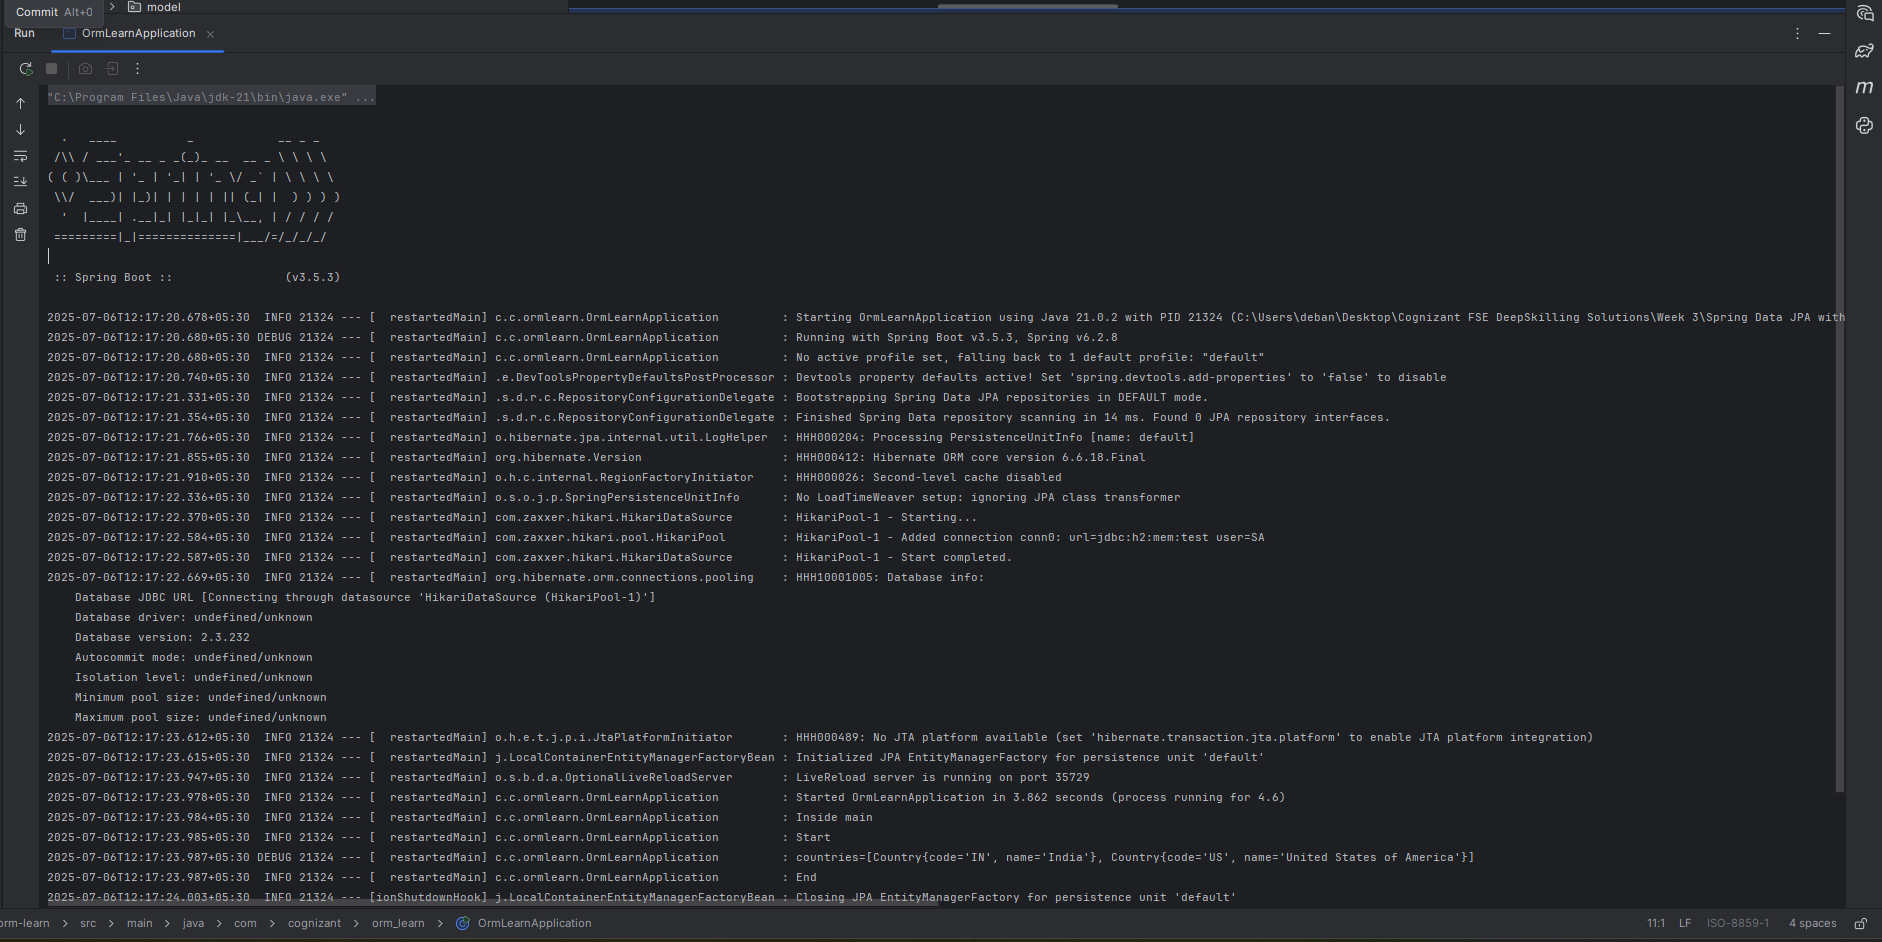 Commit Alt+0
model
Run OrmLearnApplication
"C:\Program Files\Java\jdk-21\bin\java.exe" ...
  .   ____          _            __ _ _
 /\\ / ___'_ __ _ _(_)_ __  __ _ \ \ \ \
( ( )\___ | '_ | '_| | '_ \/ _` | \ \ \ \
 \\/  ___)| |_)| | | | | || (_| |  ) ) ) )
  '  |____| .__|_| |_|_| |_\__, | / / / /
 =========|_|==============|___/=/_/_/_/
 :: Spring Boot ::                (v3.5.3)
2025-07-06T12:17:20.678+05:30  INFO 21324 --- [  restartedMain] c.c.ormlearn.OrmLearnApplication         : Starting OrmLearnApplication using Java 21.0.2 with PID 21324 (C:\Users\deban\Desktop\Cognizant FSE DeepSkilling Solutions\Week 3\Spring Data JPA with
2025-07-06T12:17:20.680+05:30 DEBUG 21324 --- [  restartedMain] c.c.ormlearn.OrmLearnApplication         : Running with Spring Boot v3.5.3, Spring v6.2.8
2025-07-06T12:17:20.680+05:30  INFO 21324 --- [  restartedMain] c.c.ormlearn.OrmLearnApplication         : No active profile set, falling back to 1 default profile: "default"
2025-07-06T12:17:20.740+05:30  INFO 21324 --- [  restartedMain] .e.DevToolsPropertyDefaultsPostProcessor : Devtools property defaults active! Set 'spring.devtools.add-properties' to 'false' to disable
2025-07-06T12:17:21.331+05:30  INFO 21324 --- [  restartedMain] .s.d.r.c.RepositoryConfigurationDelegate : Bootstrapping Spring Data JPA repositories in DEFAULT mode.
2025-07-06T12:17:21.354+05:30  INFO 21324 --- [  restartedMain] .s.d.r.c.RepositoryConfigurationDelegate : Finished Spring Data repository scanning in 14 ms. Found 0 JPA repository interfaces.
2025-07-06T12:17:21.766+05:30  INFO 21324 --- [  restartedMain] o.hibernate.jpa.internal.util.LogHelper  : HHH000204: Processing PersistenceUnitInfo [name: default]
2025-07-06T12:17:21.855+05:30  INFO 21324 --- [  restartedMain] org.hibernate.Version                    : HHH000412: Hibernate ORM core version 6.6.18.Final
2025-07-06T12:17:21.910+05:30  INFO 21324 --- [  restartedMain] o.h.c.internal.RegionFactoryInitiator    : HHH000026: Second-level cache disabled
2025-07-06T12:17:22.336+05:30  INFO 21324 --- [  restartedMain] o.s.o.j.p.SpringPersistenceUnitInfo      : No LoadTimeWeaver setup: ignoring JPA class transformer
2025-07-06T12:17:22.370+05:30  INFO 21324 --- [  restartedMain] com.zaxxer.hikari.HikariDataSource       : HikariPool-1 - Starting...
2025-07-06T12:17:22.584+05:30  INFO 21324 --- [  restartedMain] com.zaxxer.hikari.pool.HikariPool        : HikariPool-1 - Added connection conn0: url=jdbc:h2:mem:test user=SA
2025-07-06T12:17:22.587+05:30  INFO 21324 --- [  restartedMain] com.zaxxer.hikari.HikariDataSource       : HikariPool-1 - Start completed.
2025-07-06T12:17:22.669+05:30  INFO 21324 --- [  restartedMain] org.hibernate.orm.connections.pooling    : HHH10001005: Database info:
    Database JDBC URL [Connecting through datasource 'HikariDataSource (HikariPool-1)']
    Database driver: undefined/unknown
    Database version: 2.3.232
    Autocommit mode: undefined/unknown
    Isolation level: undefined/unknown
    Minimum pool size: undefined/unknown
    Maximum pool size: undefined/unknown
2025-07-06T12:17:23.612+05:30  INFO 21324 --- [  restartedMain] o.h.e.t.j.p.i.JtaPlatformInitiator       : HHH000489: No JTA platform available (set 'hibernate.transaction.jta.platform' to enable JTA platform integration)
2025-07-06T12:17:23.615+05:30  INFO 21324 --- [  restartedMain] j.LocalContainerEntityManagerFactoryBean : Initialized JPA EntityManagerFactory for persistence unit 'default'
2025-07-06T12:17:23.947+05:30  INFO 21324 --- [  restartedMain] o.s.b.d.a.OptionalLiveReloadServer       : LiveReload server is running on port 35729
2025-07-06T12:17:23.978+05:30  INFO 21324 --- [  restartedMain] c.c.ormlearn.OrmLearnApplication         : Started OrmLearnApplication in 3.862 seconds (process running for 4.6)
2025-07-06T12:17:23.984+05:30  INFO 21324 --- [  restartedMain] c.c.ormlearn.OrmLearnApplication         : Inside main
2025-07-06T12:17:23.985+05:30  INFO 21324 --- [  restartedMain] c.c.ormlearn.OrmLearnApplication         : Start
2025-07-06T12:17:23.987+05:30 DEBUG 21324 --- [  restartedMain] c.c.ormlearn.OrmLearnApplication         : countries=[Country{code='IN', name='India'}, Country{code='US', name='United States of America'}]
2025-07-06T12:17:23.987+05:30  INFO 21324 --- [  restartedMain] c.c.ormlearn.OrmLearnApplication         : End
2025-07-06T12:17:24.003+05:30  INFO 21324 --- [ionShutdownHook] j.LocalContainerEntityManagerFactoryBean : Closing JPA EntityManagerFactory for persistence unit 'default'
orm-learn > src > main > java > com > cognizant > orm_learn > OrmLearnApplication 11:1 LF ISO-8859-1 4 spaces